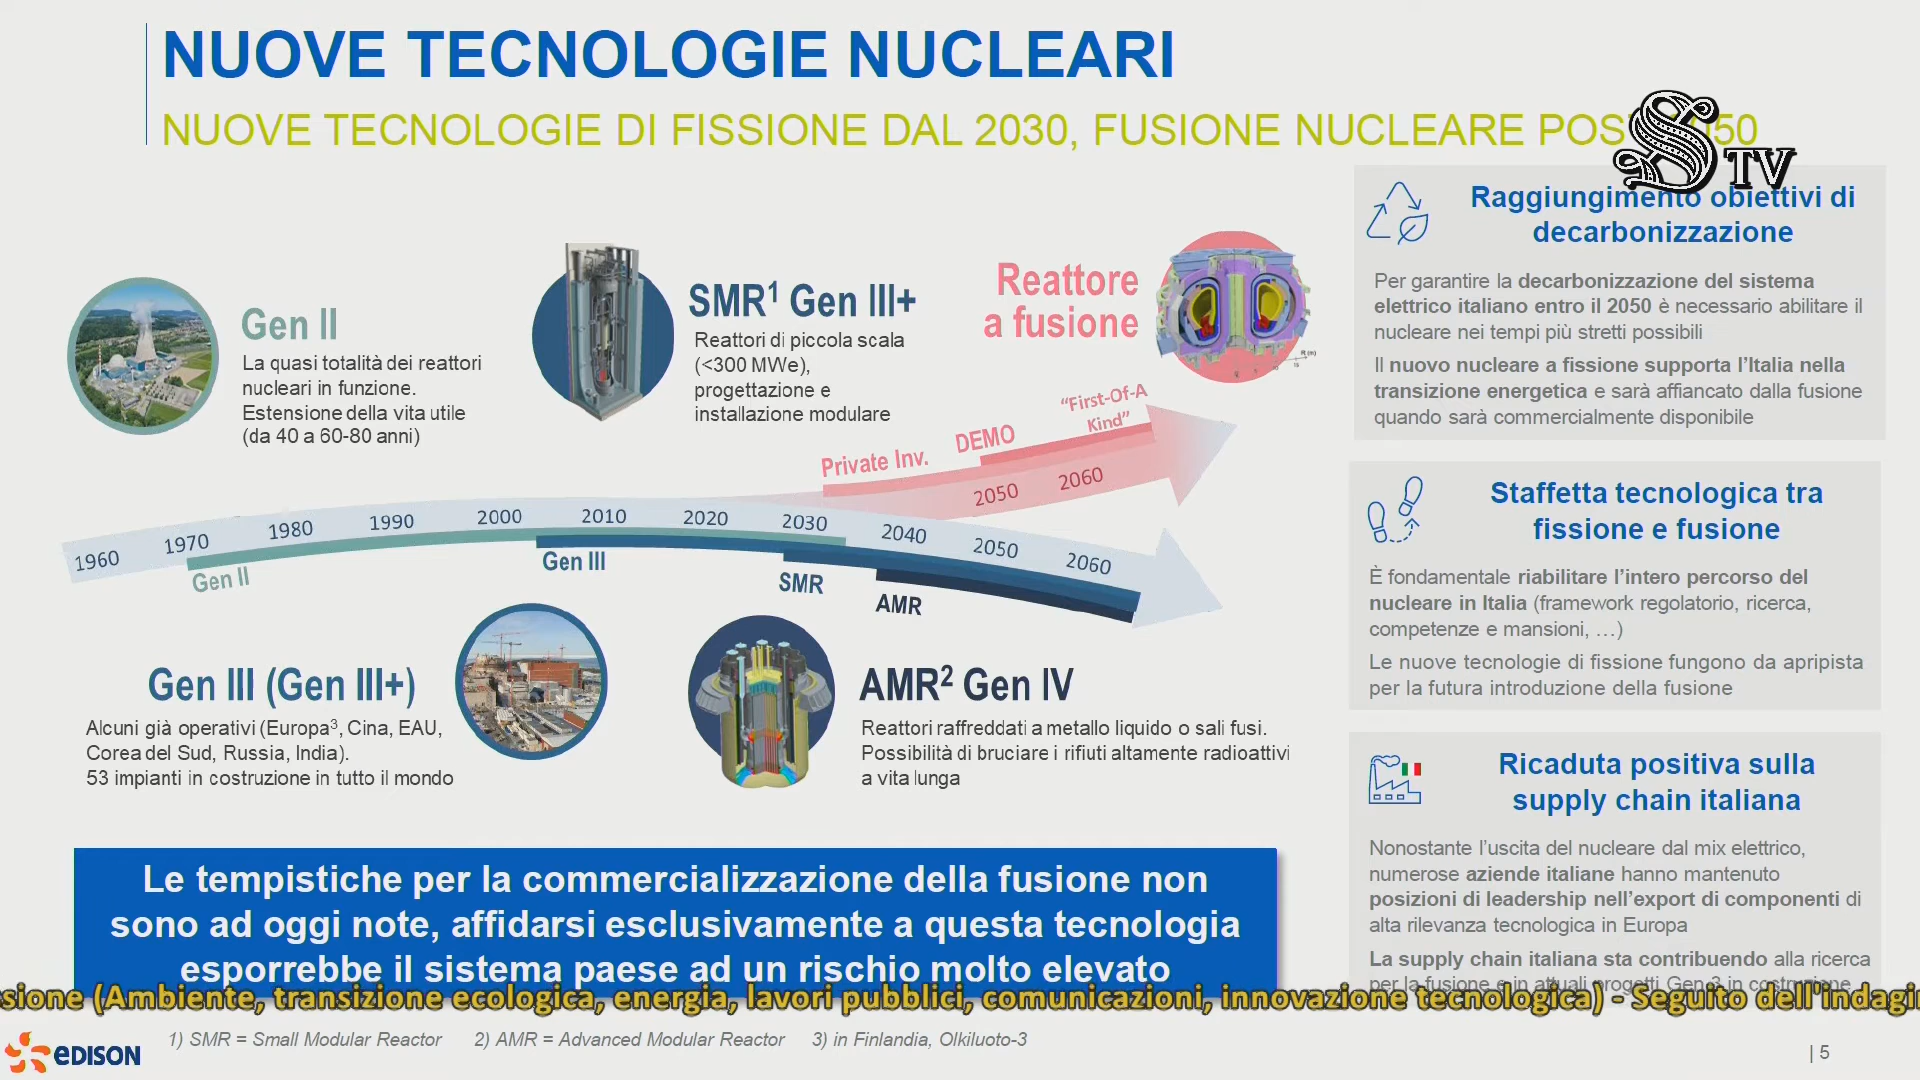 NUOVE TECNOLOGIE NUCLEARI
NUOVE TECNOLOGIE DI FISSIONE DAL 2030, FUSIONE NUCLEARE
S TV
Gen II
La quasi totalità dei reattori
nucleari in funzione.
Estensione della vita utile
(da 40 a 60-80 anni)
SMR¹ Gen III+
Reattori di piccola scala
(<300 MWe),
progettazione e
installazione modulare
Reattore
a fusione
Private Inv.
DEMO
"First-Of-A
Kind"
2050 2060
1960 1970 1980 1990 2000 2010 2020 2030 2040 2050 2060
Gen II
Gen III
SMR
AMR
Gen III (Gen III+)
Alcuni già operativi (Europa³, Cina, EAU,
Corea del Sud, Russia, India).
53 impianti in costruzione in tutto il mondo
AMR² Gen IV
Reattori raffreddati a metallo liquido o sali fusi.
Possibilità di bruciare i rifiuti altamente radioattivi
a vita lunga
Le tempistiche per la commercializzazione della fusione non
sono ad oggi note, affidarsi esclusivamente a questa tecnologia
esporrebbe il sistema paese ad un rischio molto elevato
Raggiungimento obiettivi di
decarbonizzazione
Per garantire la decarbonizzazione del sistema
elettrico italiano entro il 2050 è necessario abilitare il
nucleare nei tempi più stretti possibili
Il nuovo nucleare a fissione supporta l'Italia nella
transizione energetica e sarà affiancato dalla fusione
quando sarà commercialmente disponibile
Staffetta tecnologica tra
fissione e fusione
È fondamentale riabilitare l'intero percorso del
nucleare in Italia (framework regolatorio, ricerca,
competenze e mansioni, …)
Le nuove tecnologie di fissione fungono da apripista
per la futura introduzione della fusione
Ricaduta positiva sulla
supply chain italiana
Nonostante l'uscita del nucleare dal mix elettrico,
numerose aziende italiane hanno mantenuto
posizioni di leadership nell'export di componenti di
alta rilevanza tecnologica in Europa
La supply chain italiana sta contribuendo alla ricerca
per la fusione e in attuali progetti Gen 3 in costruzione
sione (Ambiente, transizione ecologica, energia, lavori pubblici, comunicazioni, innovazione tecnologica) - Seguito dell'indagin
eDISON
1) SMR = Small Modular Reactor 2) AMR = Advanced Modular Reactor 3) in Finlandia, Olkiluoto-3
| 5